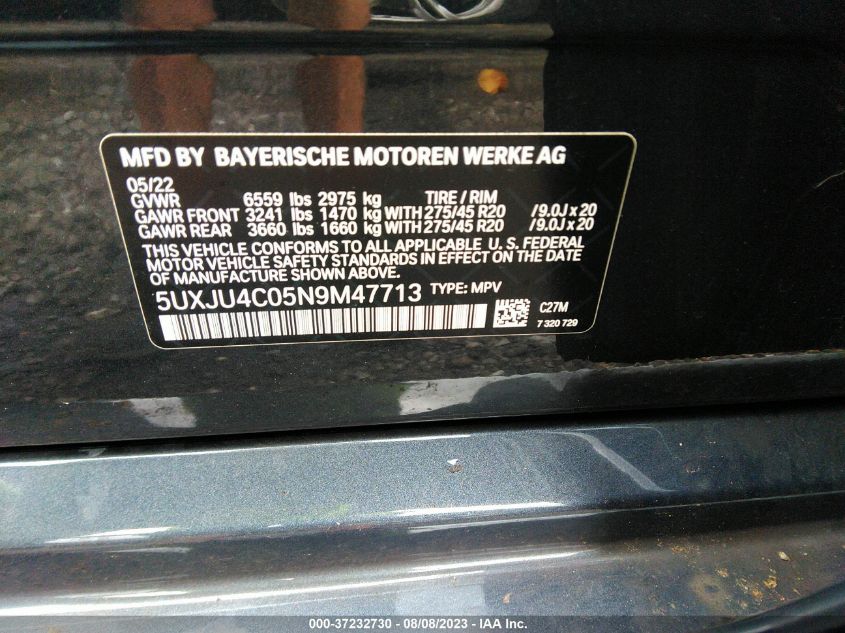 MFD BY BAYERISCHE MOTOREN WERKE AG
05/22
GVWR 6559 lbs 2975 kg TIRE / RIM
GAWR FRONT 3241 lbs 1470 kg WITH 275/45 R20 /9.0J x 20
GAWR REAR 3660 lbs 1660 kg WITH 275/45 R20 /9.0J x 20
THIS VEHICLE CONFORMS TO ALL APPLICABLE U.S. FEDERAL
MOTOR VEHICLE SAFETY STANDARDS IN EFFECT ON THE DATE
OF MANUFACTURE SHOWN ABOVE.
5UXJU4C05N9M47713 TYPE: MPV
C27M
7 320 729
000-37232730 - 08/08/2023 - IAA Inc.